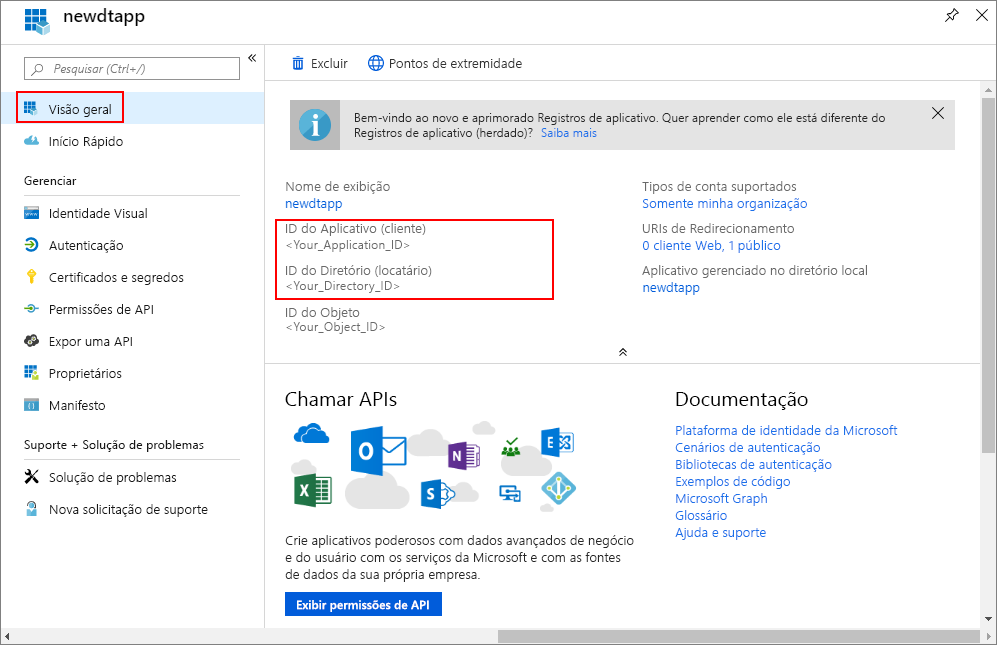 newdtapp
Pesquisar (Ctrl+/)
Visão geral
Início Rápido
Gerenciar
Identidade Visual
Autenticação
Certificados e segredos
Permissões de API
Expor uma API
Proprietários
Manifesto
Suporte + Solução de problemas
Solução de problemas
Nova solicitação de suporte
Excluir
Pontos de extremidade
Bem-vindo ao novo e aprimorado Registros de aplicativo. Quer aprender como ele está diferente do
Registros de aplicativo (herdado)? Saiba mais
Nome de exibição
newdtapp
ID do Aplicativo (cliente)
<Your_Application_ID>
ID do Diretório (locatário)
<Your_Directory_ID>
ID do Objeto
<Your_Object_ID>
Tipos de conta suportados
Somente minha organização
URIs de Redirecionamento
0 cliente Web, 1 público
Aplicativo gerenciado no diretório local
newdtapp
Chamar APIs
O
N
E
X
S
Crie aplicativos poderosos com dados avançados de negócio
e do usuário com os serviços da Microsoft e com as fontes
de dados da sua própria empresa.
Exibir permissões de API
Documentação
Plataforma de identidade da Microsoft
Cenários de autenticação
Bibliotecas de autenticação
Exemplos de código
Microsoft Graph
Glossário
Ajuda e suporte